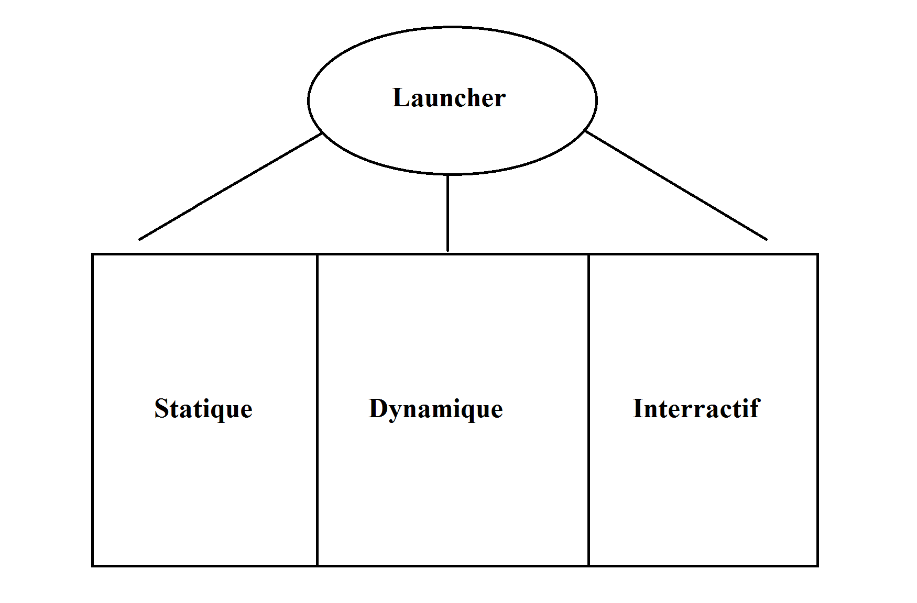 Launcher
Statique
Dynamique
Interractif